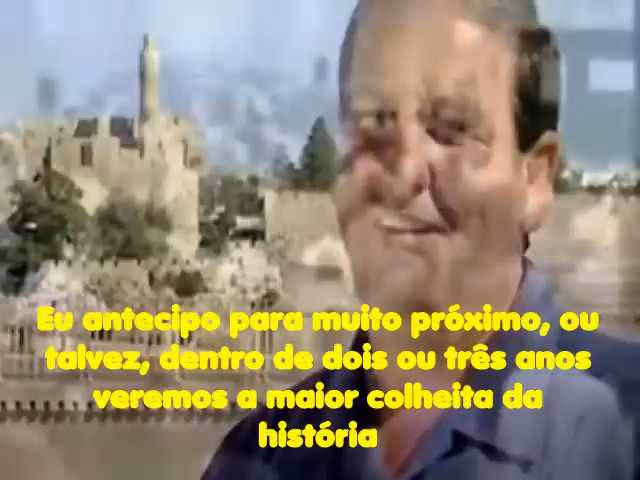 Eu antecipo para muito próximo, ou
talvez, dentro de dois ou três anos
veremos a maior colheita da
história